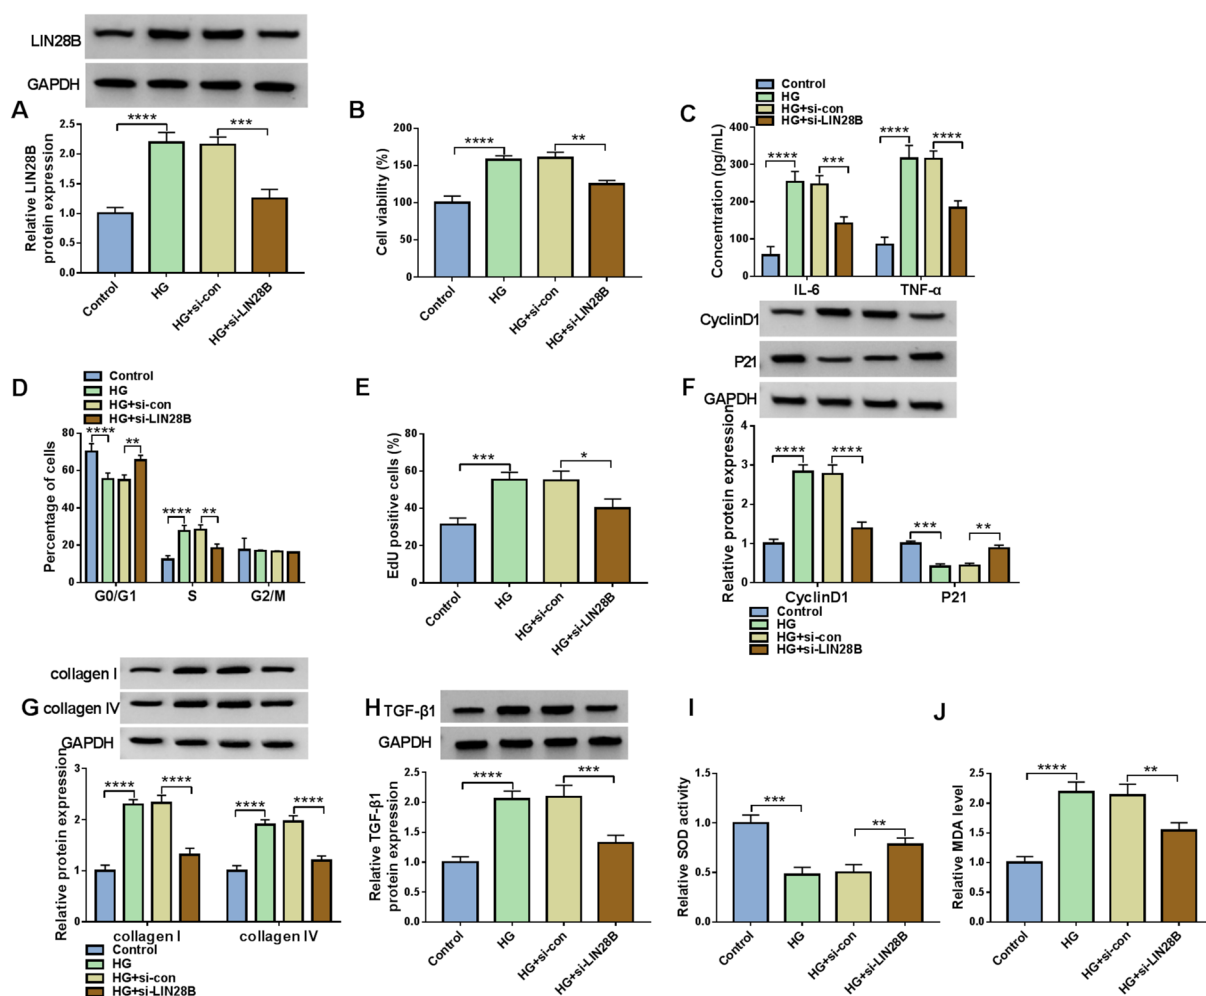 LIN28B
GAPDH
A
Relative LIN28B
protein expression
2.5
2.0
1.5
1.0
0.5
0.0
****
***
Control
HG
HG+si-con
HG+si-LIN28B
B
Cell viability (%)
200
150
100
50
0
****
**
Control
HG
HG+si-con
HG+si-LIN28B
C
Control
HG
HG+si-con
HG+si-LIN28B
Concentration (pg/mL)
400
300
200
100
0
****
***
****
****
IL-6
TNF-α
D
Control
HG
HG+si-con
HG+si-LIN28B
Percentage of cells
80
60
40
20
0
****
**
****
**
G0/G1
S
G2/M
E
EdU positive cells (%)
80
60
40
20
0
***
*
Control
HG
HG+si-con
HG+si-LIN28B
CyclinD1
P21
GAPDH
F
Relative protein expression
4
3
2
1
0
****
****
***
**
CyclinD1
P21
Control
HG
HG+si-con
HG+si-LIN28B
collagen I
collagen IV
GAPDH
G
Relative protein expression
3
2
1
0
****
****
****
****
collagen I
collagen IV
Control
HG
HG+si-con
HG+si-LIN28B
H
TGF-β1
GAPDH
Relative TGF-β1
protein expression
2.5
2.0
1.5
1.0
0.5
0.0
****
***
Control
HG
HG+si-con
HG+si-LIN28B
I
Relative SOD activity
1.5
1.0
0.5
0.0
***
**
Control
HG
HG+si-con
HG+si-LIN28B
J
Relative MDA level
2.5
2.0
1.5
1.0
0.5
0.0
****
**
Control
HG
HG+si-con
HG+si-LIN28B